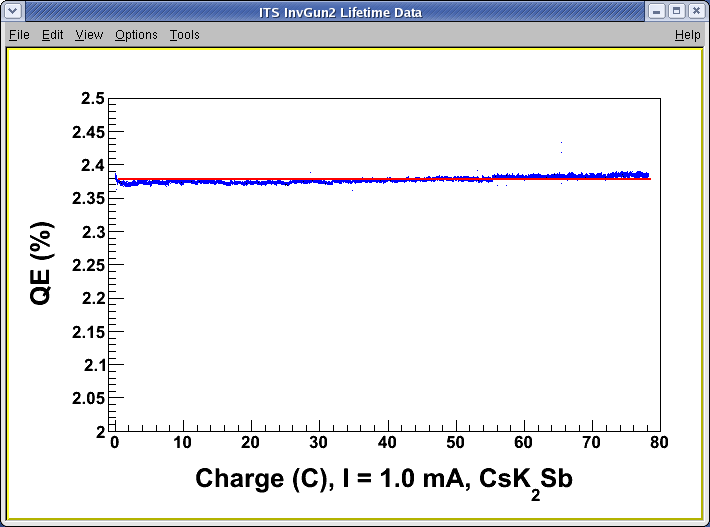 ITS InvGun2 Lifetime Data
File Edit View Options Tools Help
2.5
2.45
2.4
2.35
2.3
2.25
2.2
2.15
2.1
2.05
2
QE (%)
0 10 20 30 40 50 60 70 80
Charge (C), I = 1.0 mA, CsK2Sb